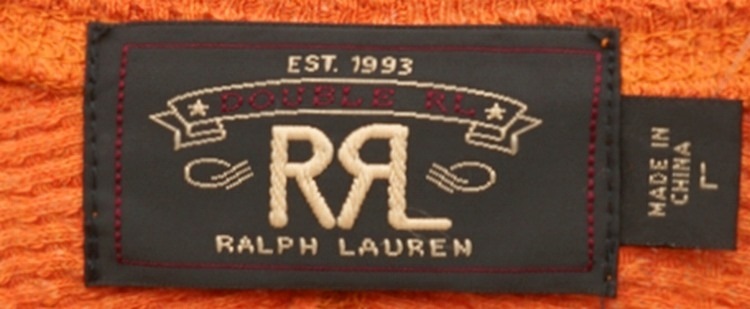 EST. 1993
DOUBLE RL
RRL
RALPH LAUREN
MADE IN
CHINA
L